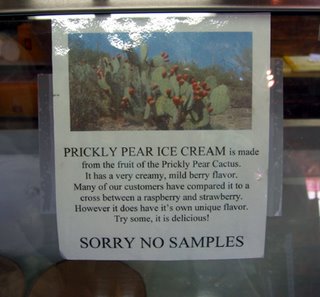 PRICKLY PEAR ICE CREAM is made
from the fruit of the Prickly Pear Cactus.
It has a very creamy, mild berry flavor.
Many of our customers have compared it to a
cross between a raspberry and strawberry.
However it does have it's own unique flavor.
Try some, it is delicious!
SORRY NO SAMPLES